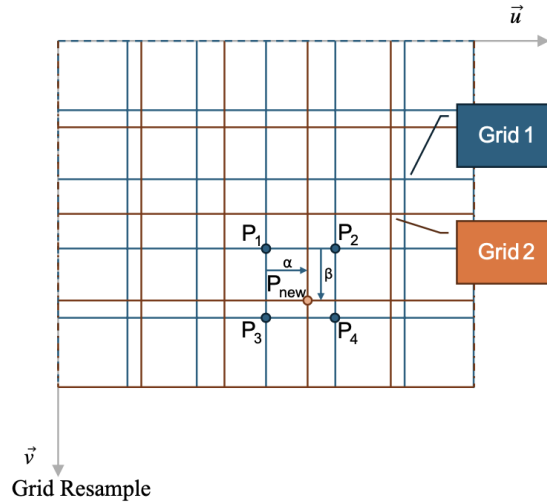 u⃗
Grid 1
P₁
P₂
Grid 2
α
β
Pₙₑw
P₃
P₄
v⃗
Grid Resample